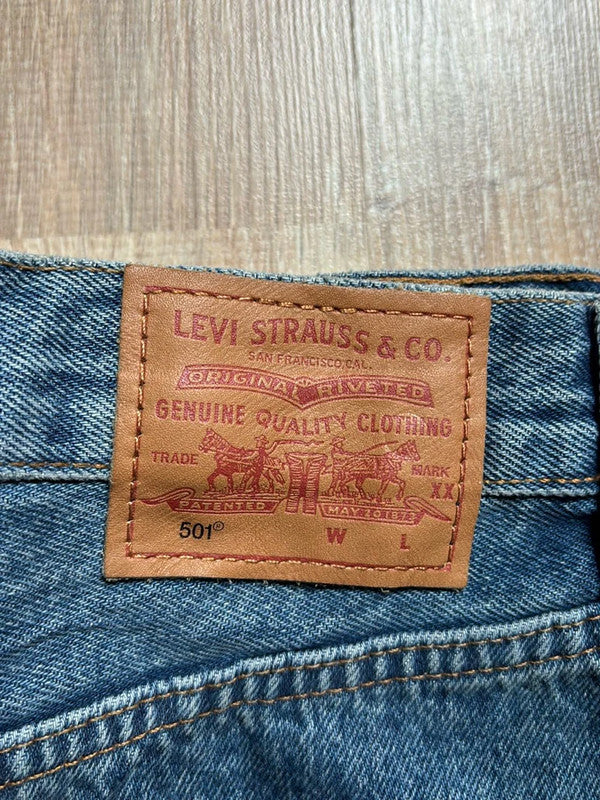 LEVI STRAUSS & CO.
SAN FRANCISCO, CAL.
ORIGINAL RIVETED
GENUINE QUALITY CLOTHING
TRADE MARK
XX
PATENTED MAY 20 1873
501® W L